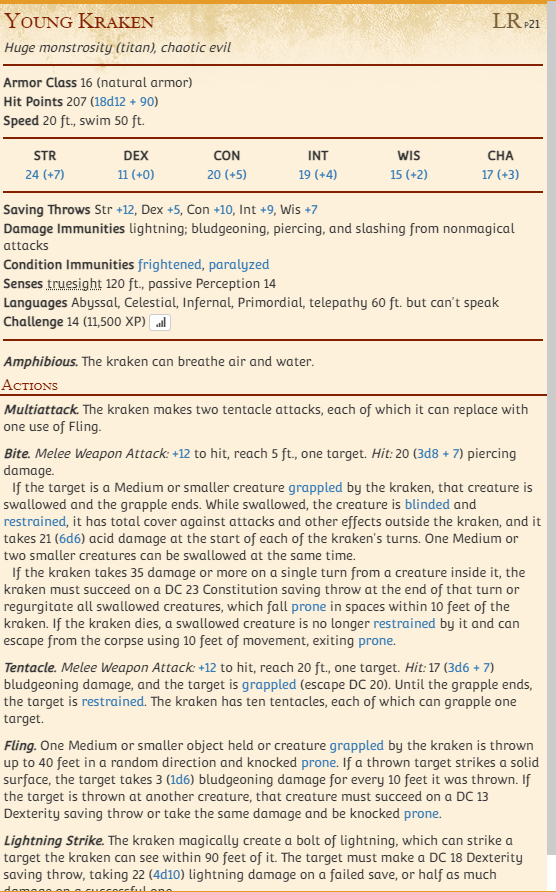 Young Kraken
LR p21
Huge monstrosity (titan), chaotic evil
Armor Class 16 (natural armor)
Hit Points 207 (18d12 + 90)
Speed 20 ft., swim 50 ft.
STR DEX CON INT WIS CHA
24 (+7) 11 (+0) 20 (+5) 19 (+4) 15 (+2) 17 (+3)
Saving Throws Str +12, Dex +5, Con +10, Int +9, Wis +7
Damage Immunities lightning; bludgeoning, piercing, and slashing from nonmagical
attacks
Condition Immunities frightened, paralyzed
Senses truesight 120 ft., passive Perception 14
Languages Abyssal, Celestial, Infernal, Primordial, telepathy 60 ft. but can't speak
Challenge 14 (11,500 XP)
Amphibious. The kraken can breathe air and water.
Actions
Multiattack. The kraken makes two tentacle attacks, each of which it can replace with
one use of Fling.
Bite. Melee Weapon Attack: +12 to hit, reach 5 ft., one target. Hit: 20 (3d8 + 7) piercing
damage.
If the target is a Medium or smaller creature grappled by the kraken, that creature is
swallowed and the grapple ends. While swallowed, the creature is blinded and
restrained, it has total cover against attacks and other effects outside the kraken, and it
takes 21 (6d6) acid damage at the start of each of the kraken's turns. One Medium or
two smaller creatures can be swallowed at the same time.
If the kraken takes 35 damage or more on a single turn from a creature inside it, the
kraken must succeed on a DC 23 Constitution saving throw at the end of that turn or
regurgitate all swallowed creatures, which fall prone in spaces within 10 feet of the
kraken. If the kraken dies, a swallowed creature is no longer restrained by it and can
escape from the corpse using 10 feet of movement, exiting prone.
Tentacle. Melee Weapon Attack: +12 to hit, reach 20 ft., one target. Hit: 17 (3d6 + 7)
bludgeoning damage, and the target is grappled (escape DC 20). Until the grapple ends,
the target is restrained. The kraken has ten tentacles, each of which can grapple one
target.
Fling. One Medium or smaller object held or creature grappled by the kraken is thrown
up to 40 feet in a random direction and knocked prone. If a thrown target strikes a solid
surface, the target takes 3 (1d6) bludgeoning damage for every 10 feet it was thrown. If
the target is thrown at another creature, that creature must succeed on a DC 13
Dexterity saving throw or take the same damage and be knocked prone.
Lightning Strike. The kraken magically create a bolt of lightning, which can strike a
target the kraken can see within 90 feet of it. The target must make a DC 18 Dexterity
saving throw, taking 22 (4d10) lightning damage on a failed save, or half as much
damage on a successful one.